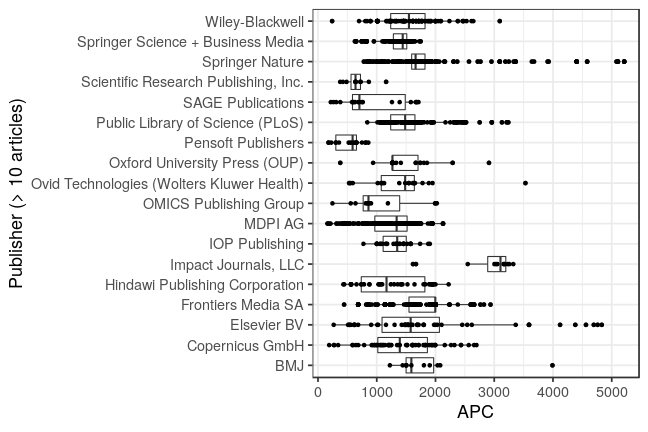 Publisher (> 10 articles)
Wiley-Blackwell
Springer Science + Business Media
Springer Nature
Scientific Research Publishing, Inc.
SAGE Publications
Public Library of Science (PLoS)
Pensoft Publishers
Oxford University Press (OUP)
Ovid Technologies (Wolters Kluwer Health)
OMICS Publishing Group
MDPI AG
IOP Publishing
Impact Journals, LLC
Hindawi Publishing Corporation
Frontiers Media SA
Elsevier BV
Copernicus GmbH
BMJ
0 1000 2000 3000 4000 5000
APC